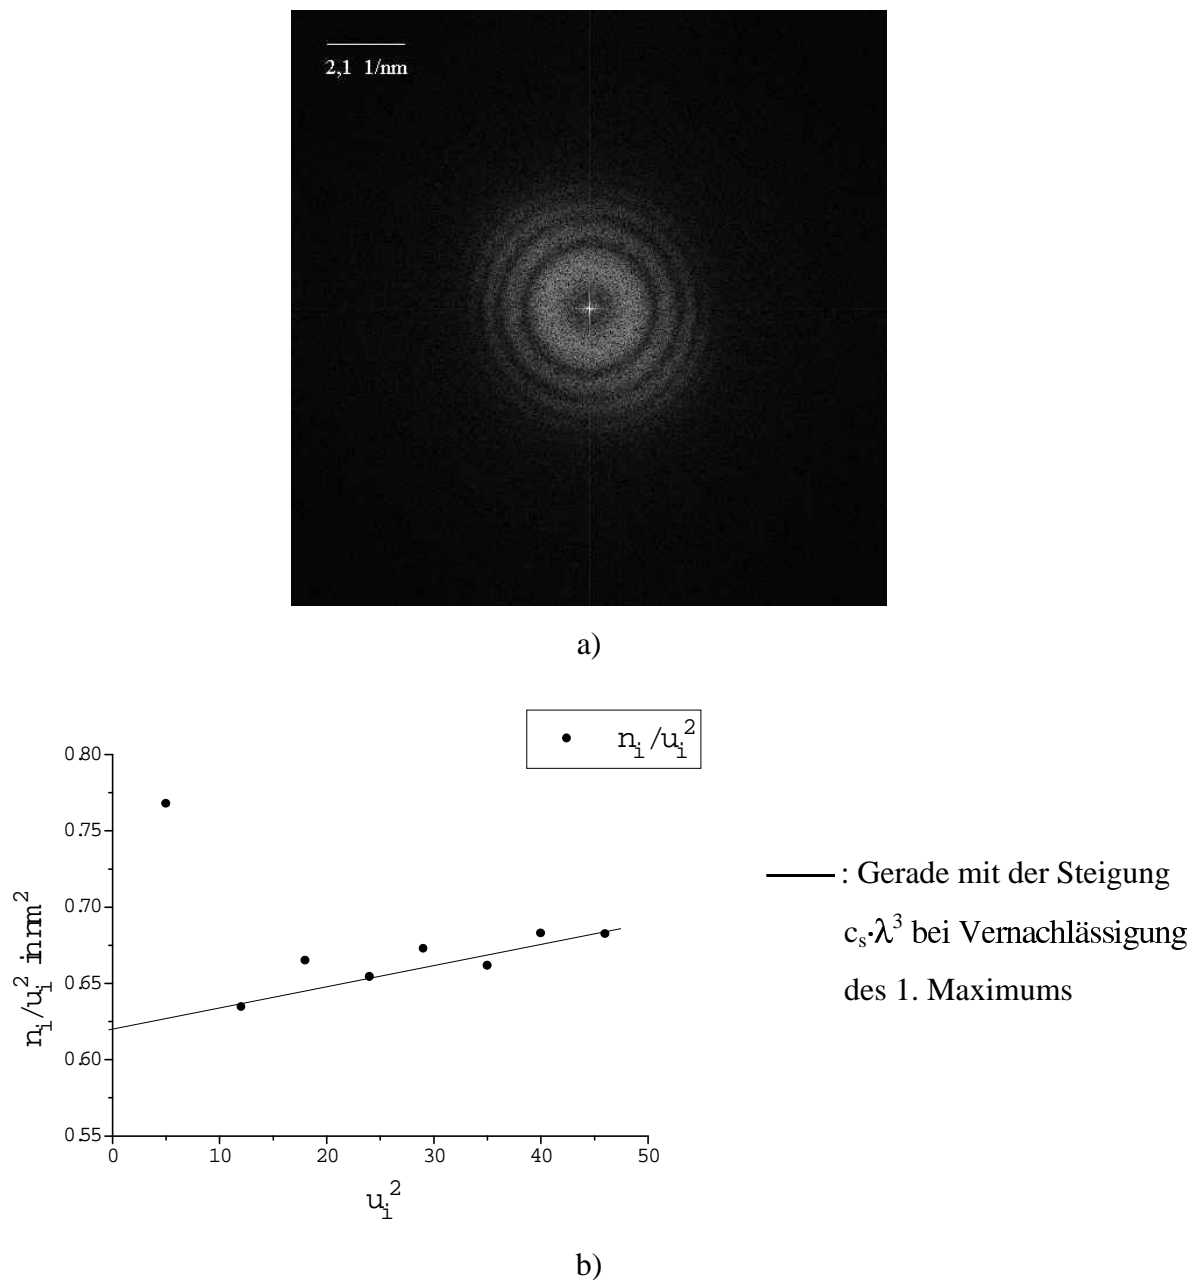 2,1 1/nm
a)
n_i/u_i^2
0.80
0.75
0.70
0.65
0.60
0.55
n_i/u_i^2 in nm^2
0 10 20 30 40 50
u_i^2
: Gerade mit der Steigung
c_s·λ^3 bei Vernachlässigung
des 1. Maximums
b)